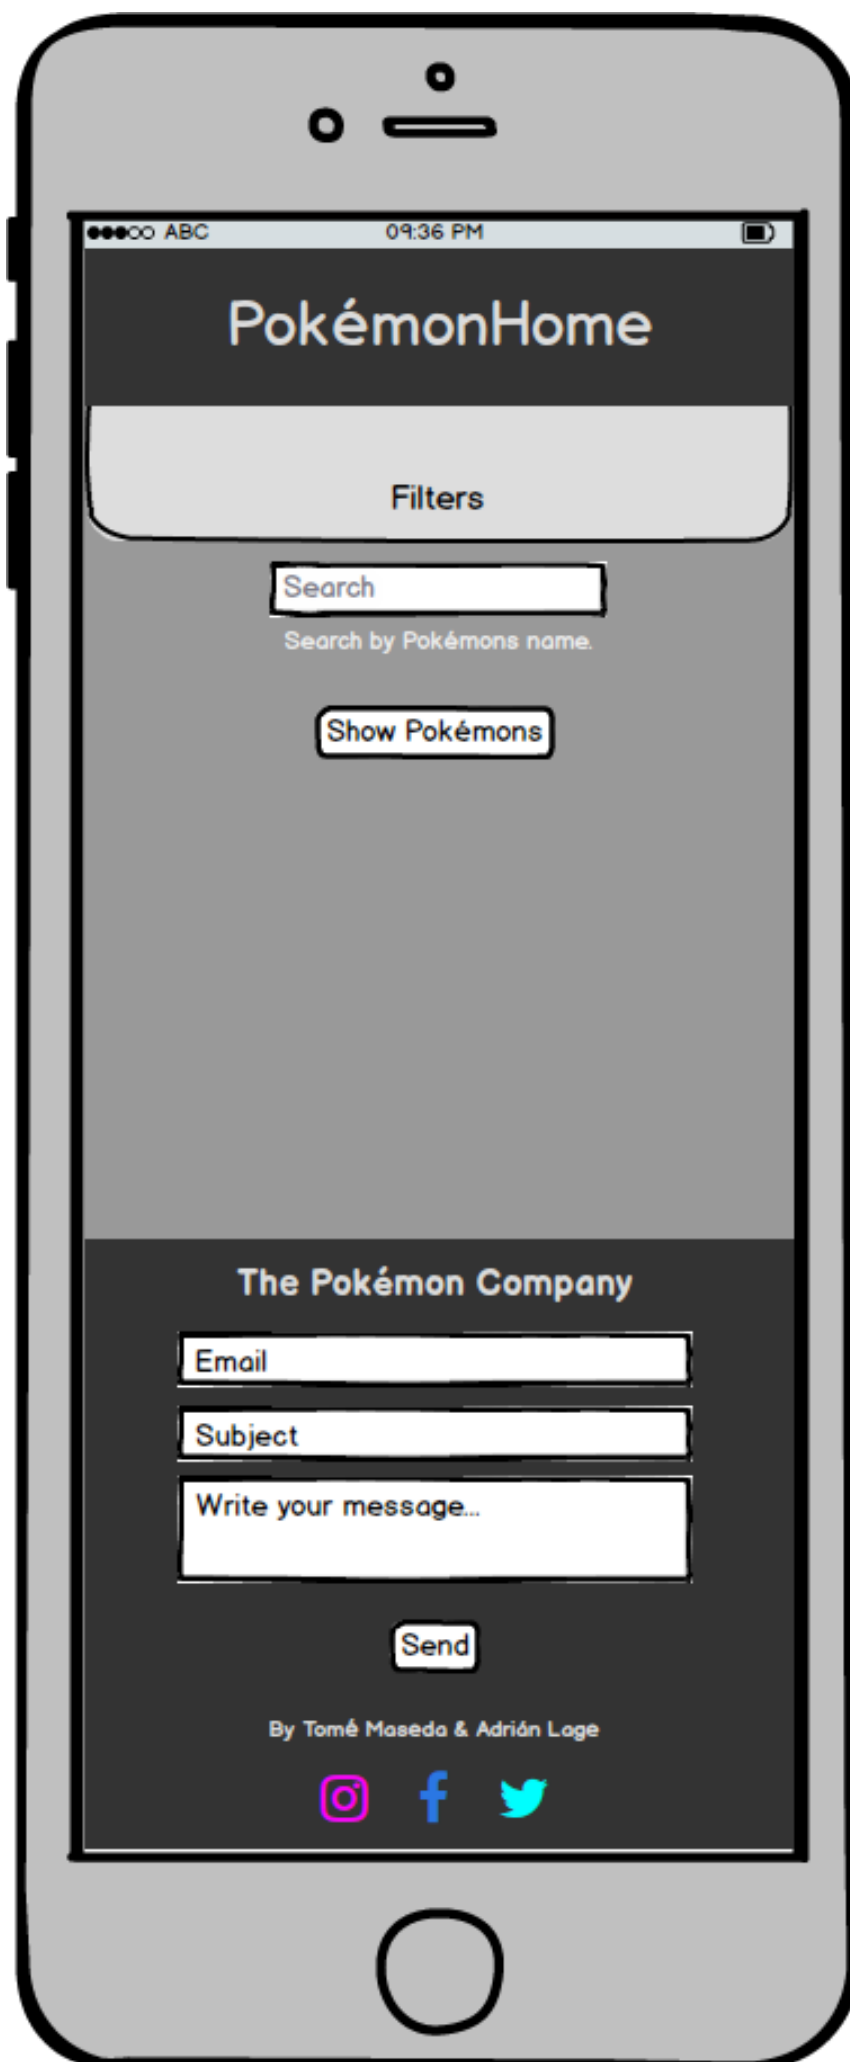 ABC 09:36 PM
PokémonHome
Filters
Search
Search by Pokémons name.
Show Pokémons
The Pokémon Company
Email
Subject
Write your message...
Send
By Tomé Maseda & Adrián Lage